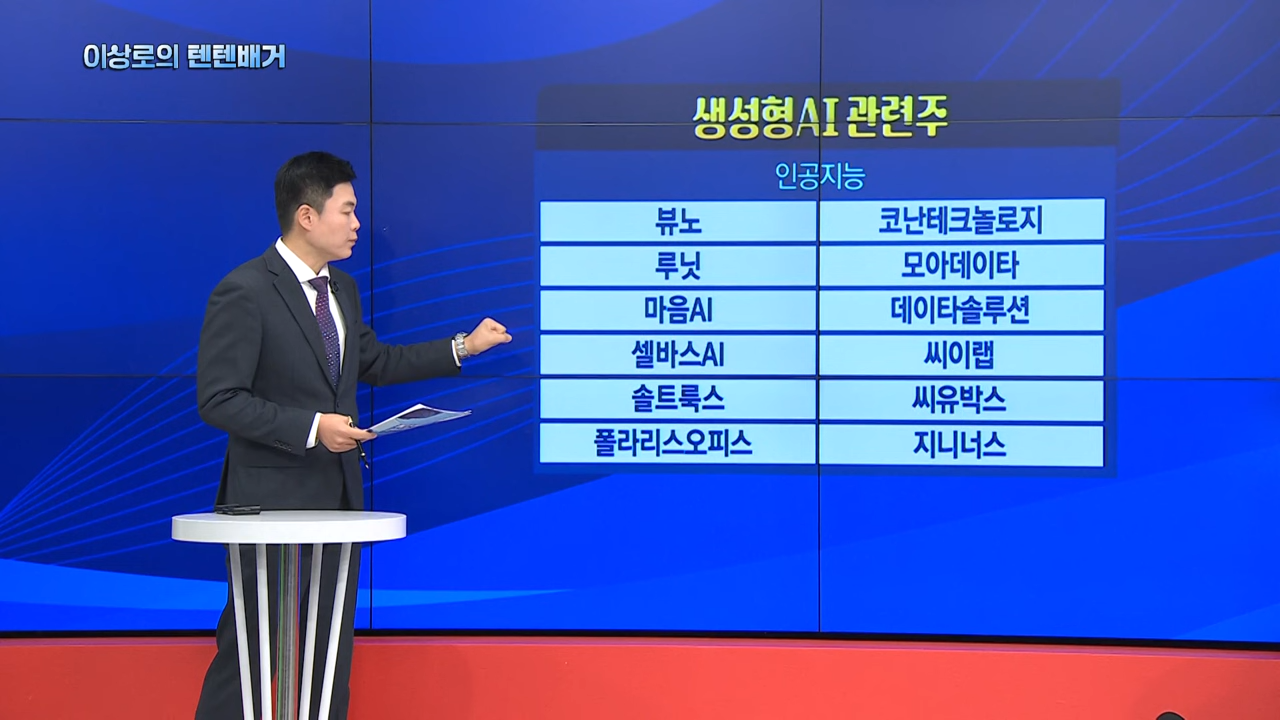 이상로의 텐텐배거
생성형AI 관련주
인공지능
뷰노 코난테크놀로지
루닛 모아데이타
마음AI 데이타솔루션
셀바스AI 씨이랩
솔트룩스 씨유박스
폴라리스오피스 지니너스